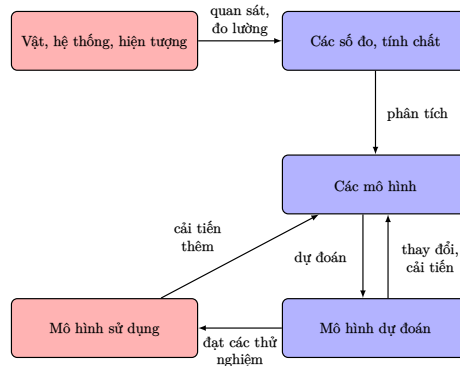 quan sát,
đo lường
Vật, hệ thống, hiện tượng
Các số đo, tính chất
phân tích
Các mô hình
cải tiến
thêm
dự đoán
thay đổi,
cải tiến
Mô hình sử dụng
đạt các thử
nghiệm
Mô hình dự đoán